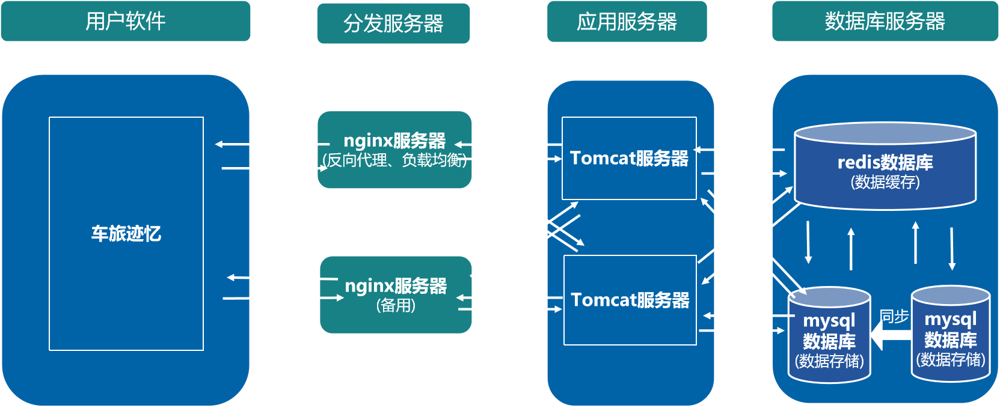 用户软件
分发服务器
应用服务器
数据库服务器
车旅迹忆
nginx服务器
(反向代理、负载均衡)
nginx服务器
(备用)
Tomcat服务器
Tomcat服务器
redis数据库
(数据缓存)
mysql
数据库
(数据存储)
同步
mysql
数据库
(数据存储)